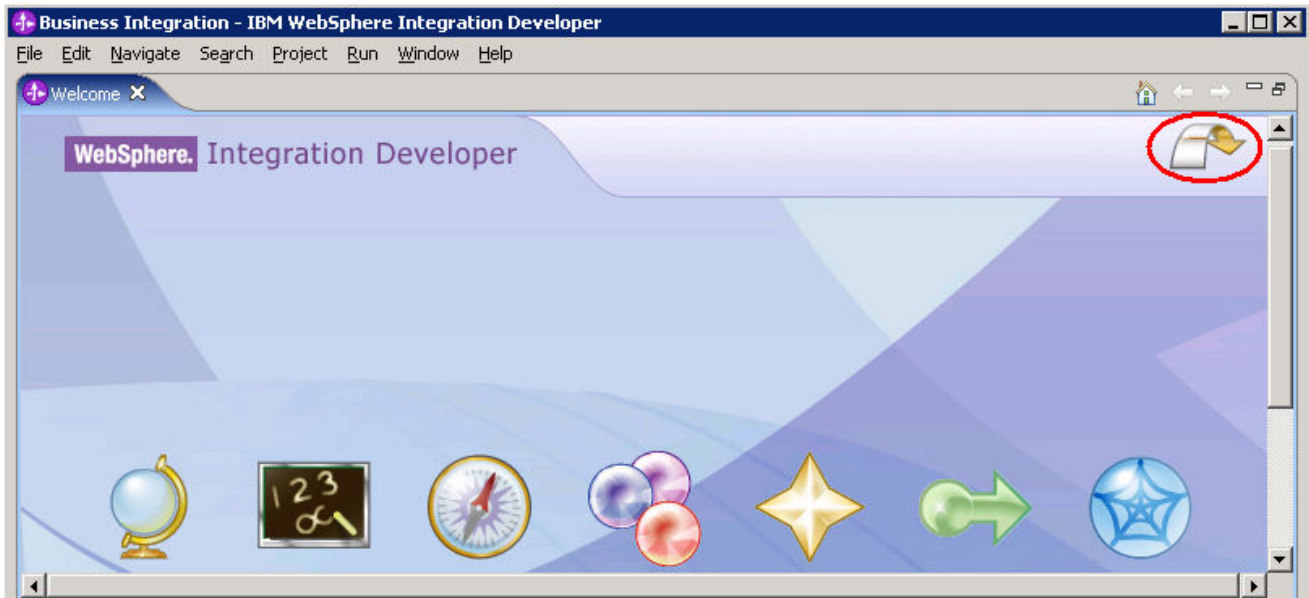 Business Integration - IBM WebSphere Integration Developer
File Edit Navigate Search Project Run Window Help
Welcome
WebSphere. Integration Developer
123